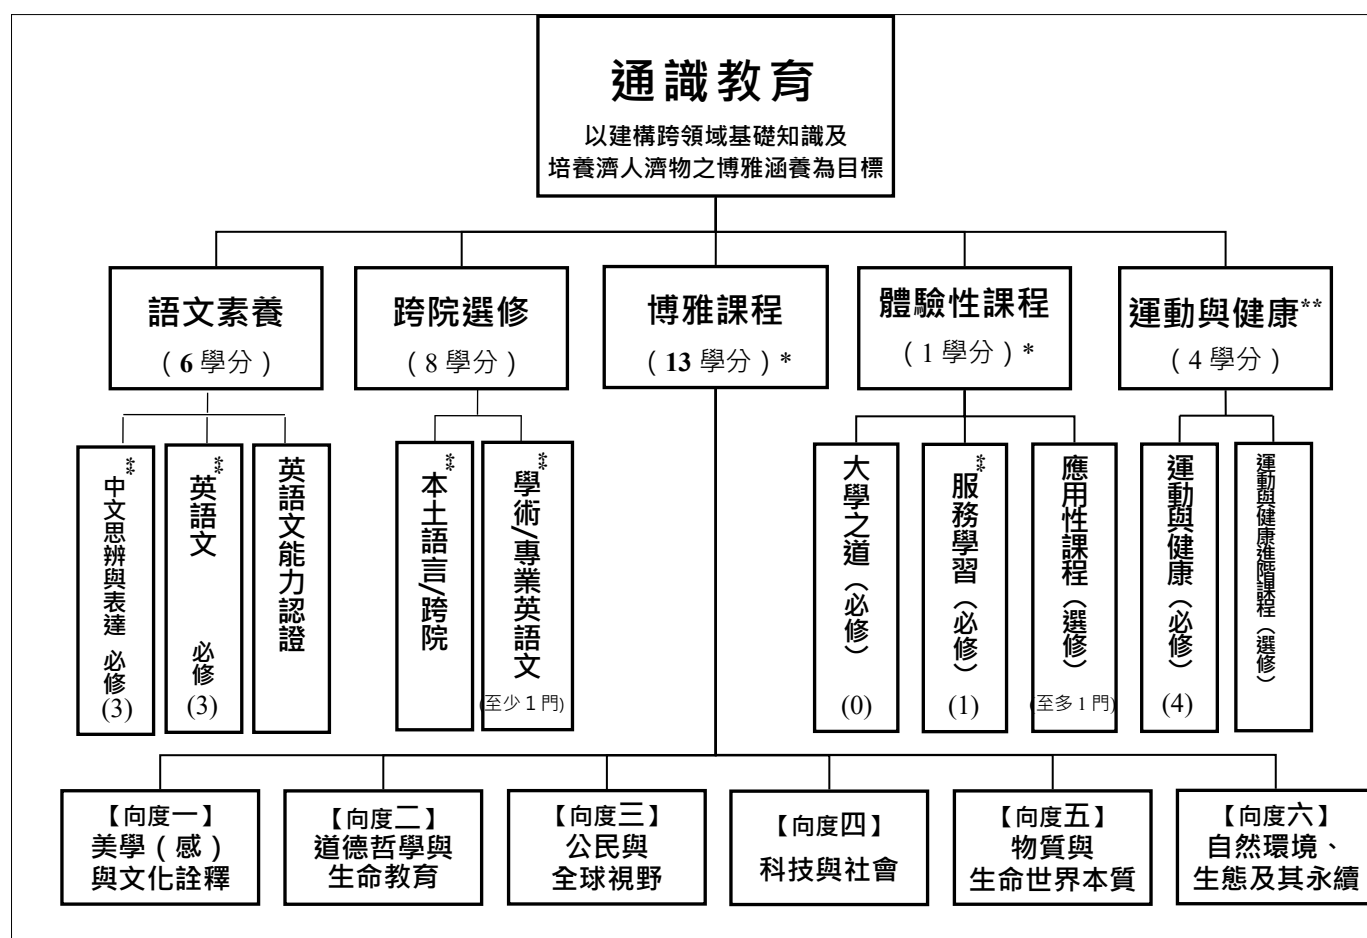 通識教育
以建構跨領域基礎知識及
培養濟人濟物之博雅涵養為目標
語文素養
（6 學分）
跨院選修
（8 學分）
博雅課程
（13 學分）*
體驗性課程
（1 學分）*
運動與健康**
（4 學分）
**中文思辨與表達 必修
(3)
**英語文 必修
(3)
英語文能力認證
**本土語言/跨院
**學術/專業英語文
(至少 1 門)
大學之道（必修）
(0)
**服務學習（必修）
(1)
應用性課程（選修）
(至多 1 門)
運動與健康（必修）
(4)
運動與健康進階課程（選修）
【向度一】
美學（感）
與文化詮釋
【向度二】
道德哲學與
生命教育
【向度三】
公民與
全球視野
【向度四】
科技與社會
【向度五】
物質與
生命世界本質
【向度六】
自然環境、
生態及其永續